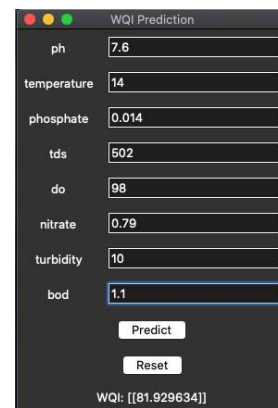 WQI Prediction
ph 7.6
temperature 14
phosphate 0.014
tds 502
do 98
nitrate 0.79
turbidity 10
bod 1.1
Predict
Reset
WQI: [[81.929634]]